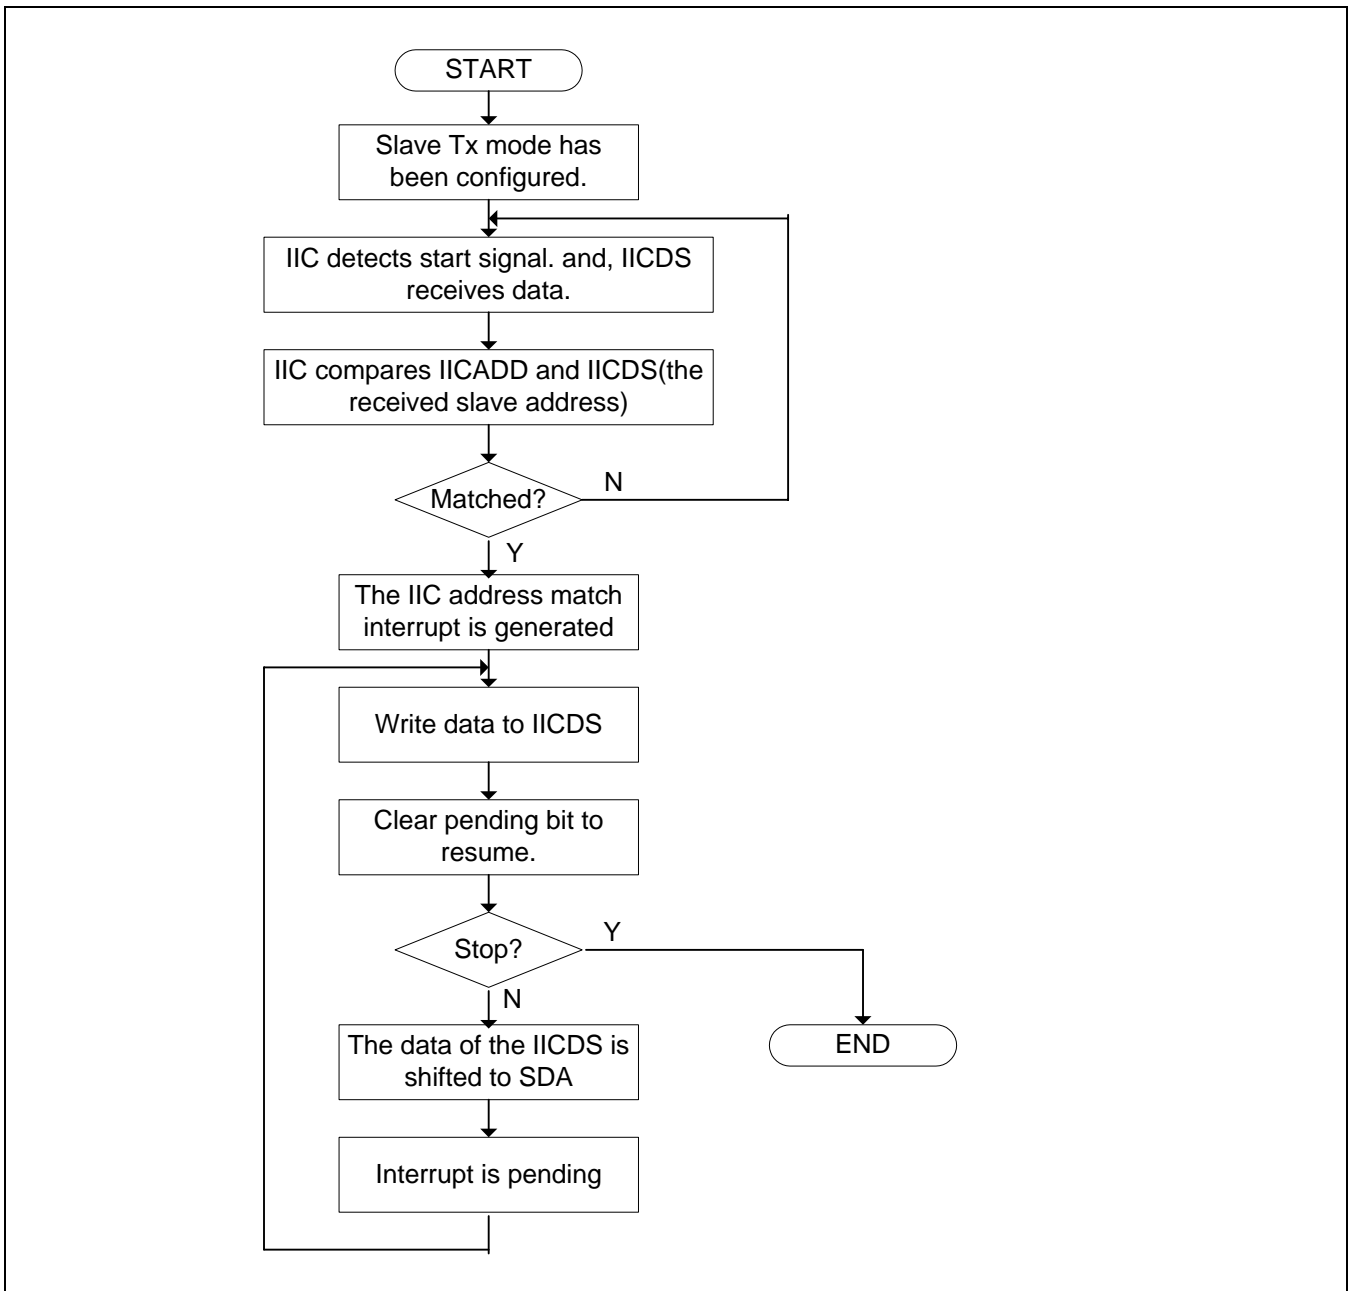 START
Slave Tx mode has
been configured.
IIC detects start signal. and, IICDS
receives data.
IIC compares IICADD and IICDS(the
received slave address)
Matched?
N
Y
The IIC address match
interrupt is generated
Write data to IICDS
Clear pending bit to
resume.
Stop?
Y
N
The data of the IICDS is
shifted to SDA
END
Interrupt is pending